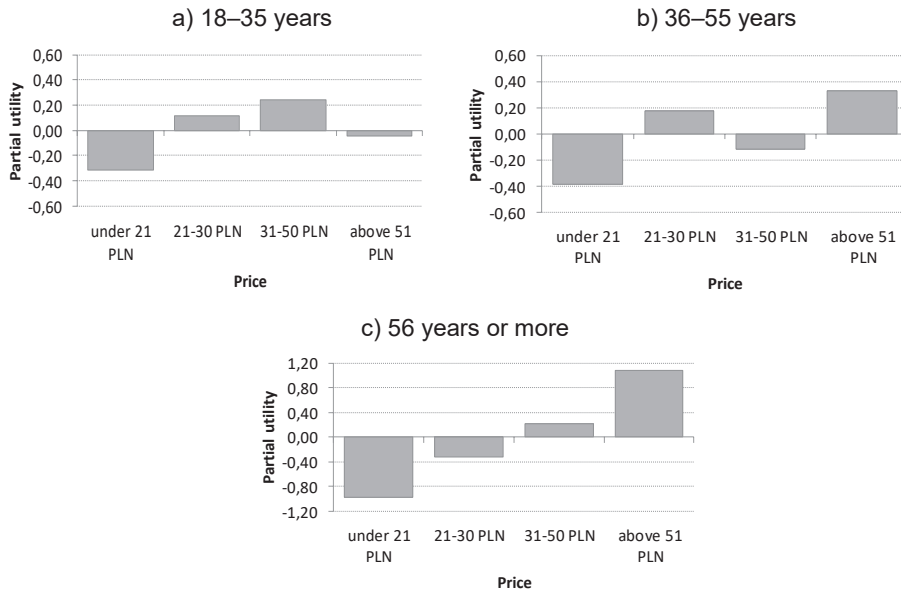 a) 18–35 years
0,60
0,40
0,20
0,00
-0,20
-0,40
-0,60
Partial utility
under 21
PLN
21-30 PLN
31-50 PLN
above 51
PLN
Price
b) 36–55 years
0,60
0,40
0,20
0,00
-0,20
-0,40
-0,60
Partial utility
under 21
PLN
21-30 PLN
31-50 PLN
above 51
PLN
Price
c) 56 years or more
1,20
0,80
0,40
0,00
-0,40
-0,80
-1,20
Partial utility
under 21
PLN
21-30 PLN
31-50 PLN
above 51
PLN
Price